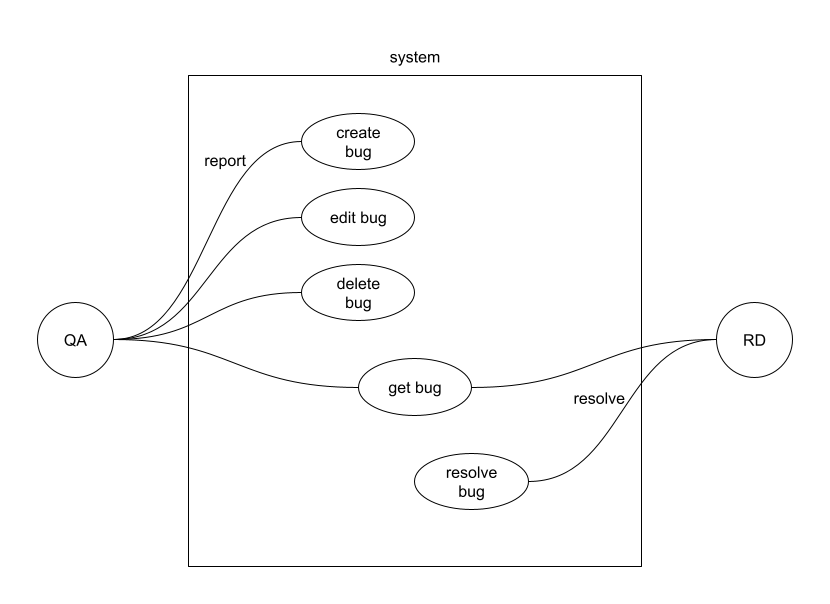 system
create
bug
report
edit bug
delete
bug
QA
RD
get bug
resolve
resolve
bug